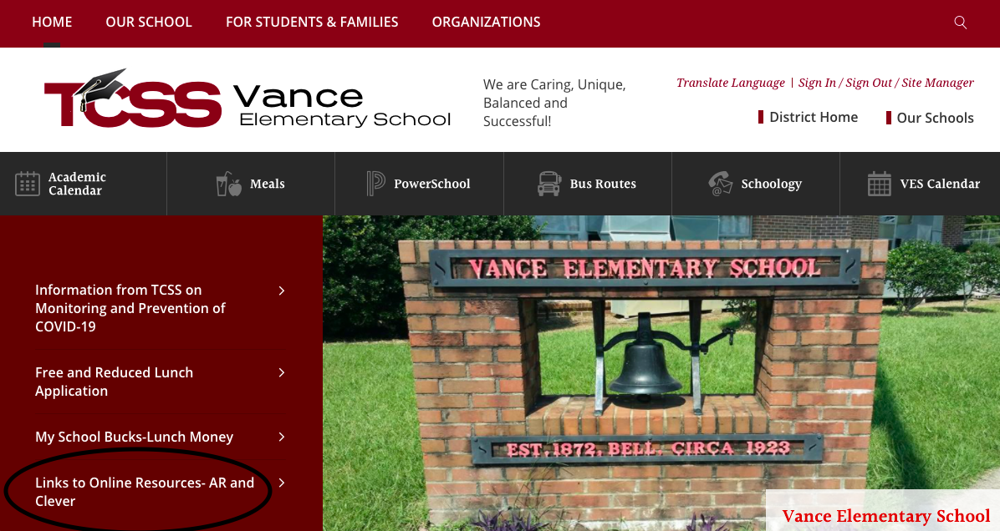 HOME OUR SCHOOL FOR STUDENTS & FAMILIES ORGANIZATIONS
TCSS Vance
Elementary School
We are Caring, Unique,
Balanced and
Successful!
Translate Language | Sign In / Sign Out / Site Manager
District Home Our Schools
Academic
Calendar
Meals
PowerSchool
Bus Routes
Schoology
VES Calendar
Information from TCSS on
Monitoring and Prevention of
COVID-19
Free and Reduced Lunch
Application
My School Bucks-Lunch Money
Links to Online Resources- AR and
Clever
VANCE ELEMENTARY SCHOOL
EST. 1872, BELL. CIRCA 1923
Vance Elementary School